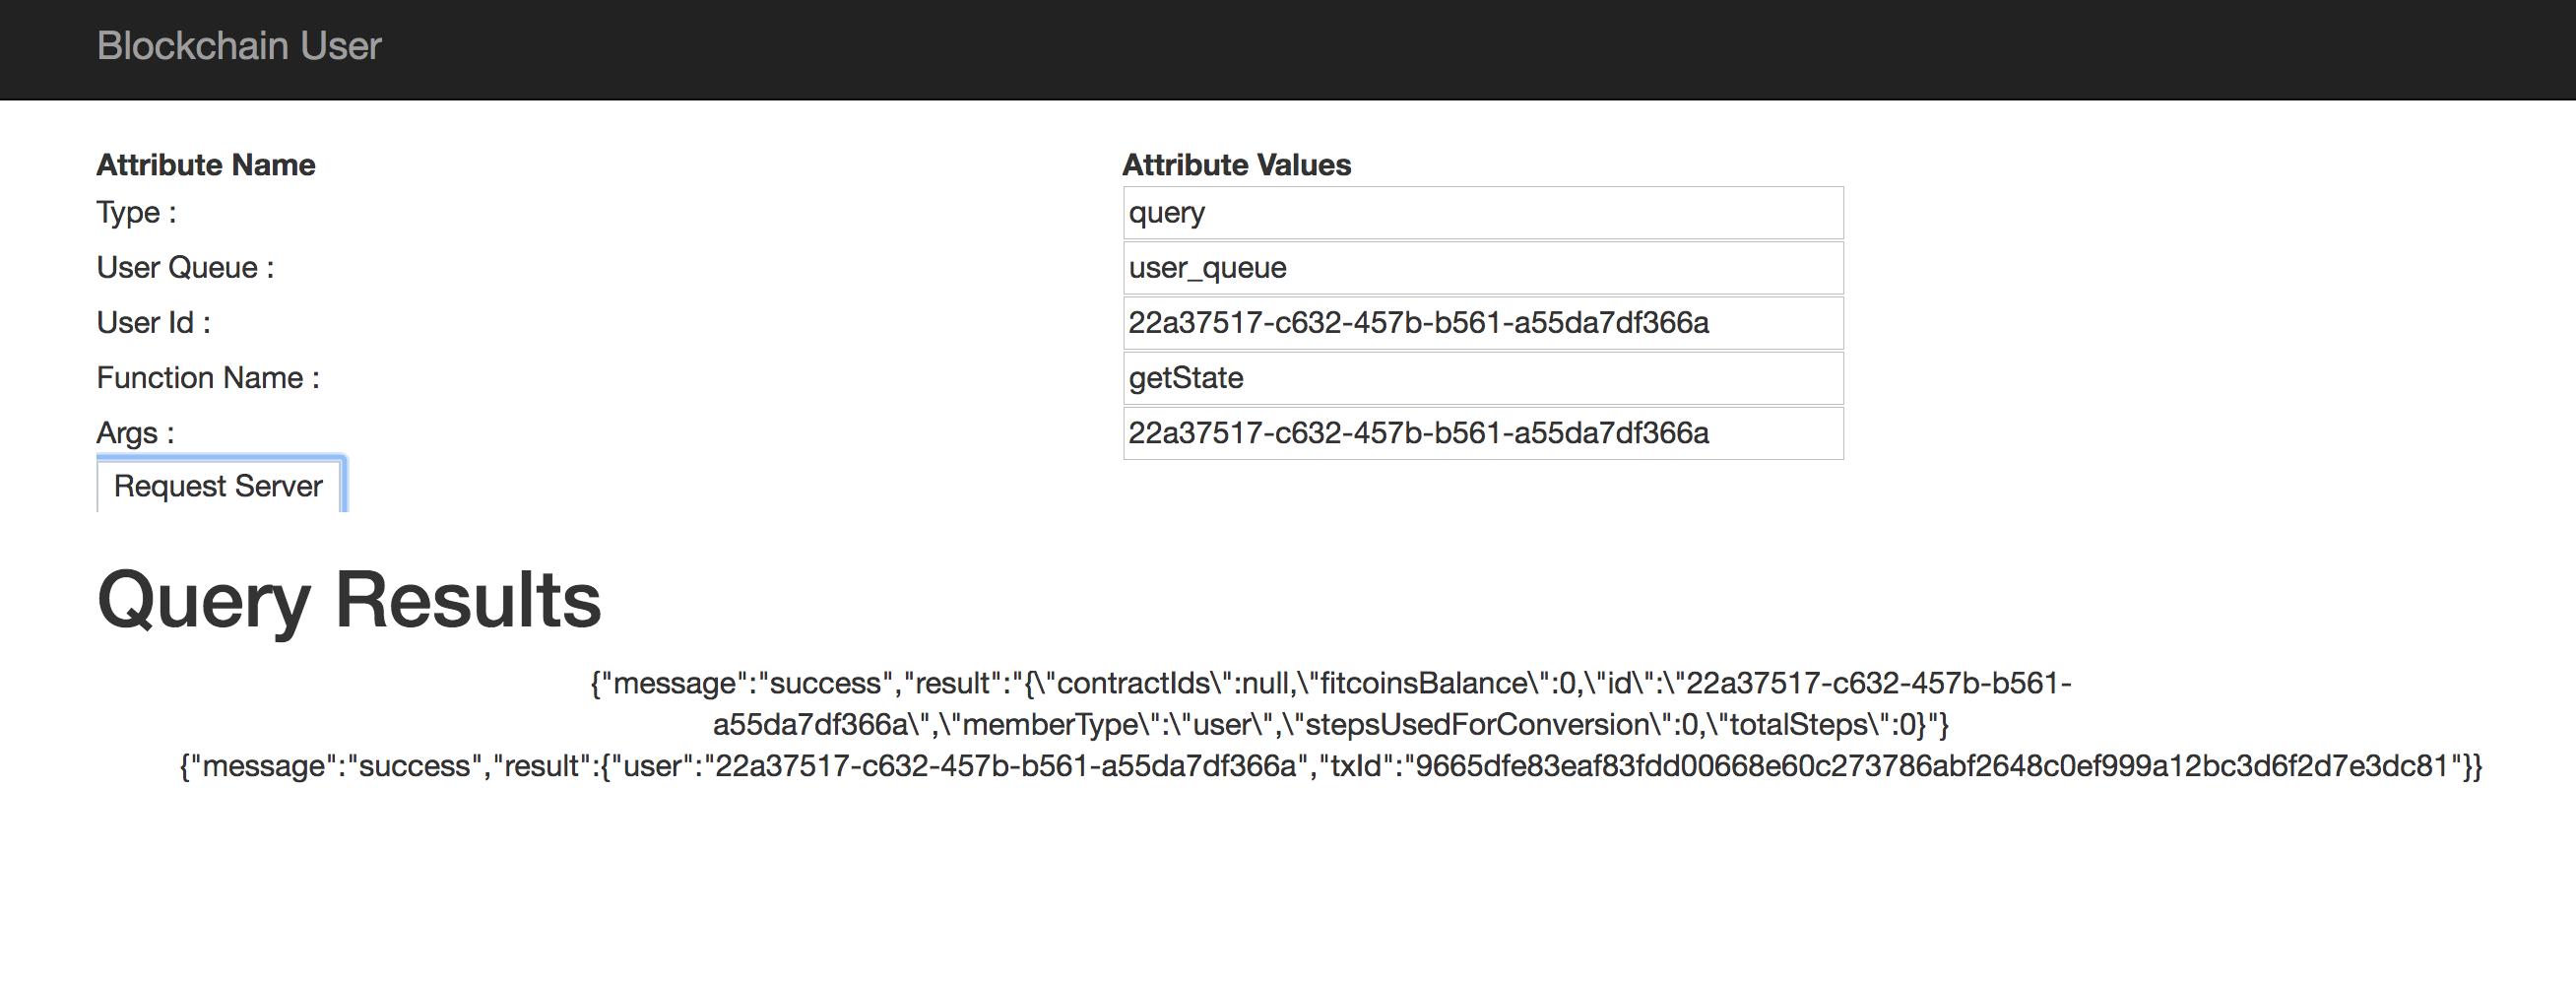 Blockchain User
Attribute Name Attribute Values
Type : query
User Queue : user_queue
User Id : 22a37517-c632-457b-b561-a55da7df366a
Function Name : getState
Args : 22a37517-c632-457b-b561-a55da7df366a
Request Server
Query Results
{"message":"success","result":"{\"contractIds\":null,\"fitcoinsBalance\":0,\"id\":\"22a37517-c632-457b-b561-
a55da7df366a\",\"memberType\":\"user\",\"stepsUsedForConversion\":0,\"totalSteps\":0}"}
{"message":"success","result":{"user":"22a37517-c632-457b-b561-a55da7df366a","txId":"9665dfe83eaf83fdd00668e60c273786abf2648c0ef999a12bc3d6f2d7e3dc81"}}